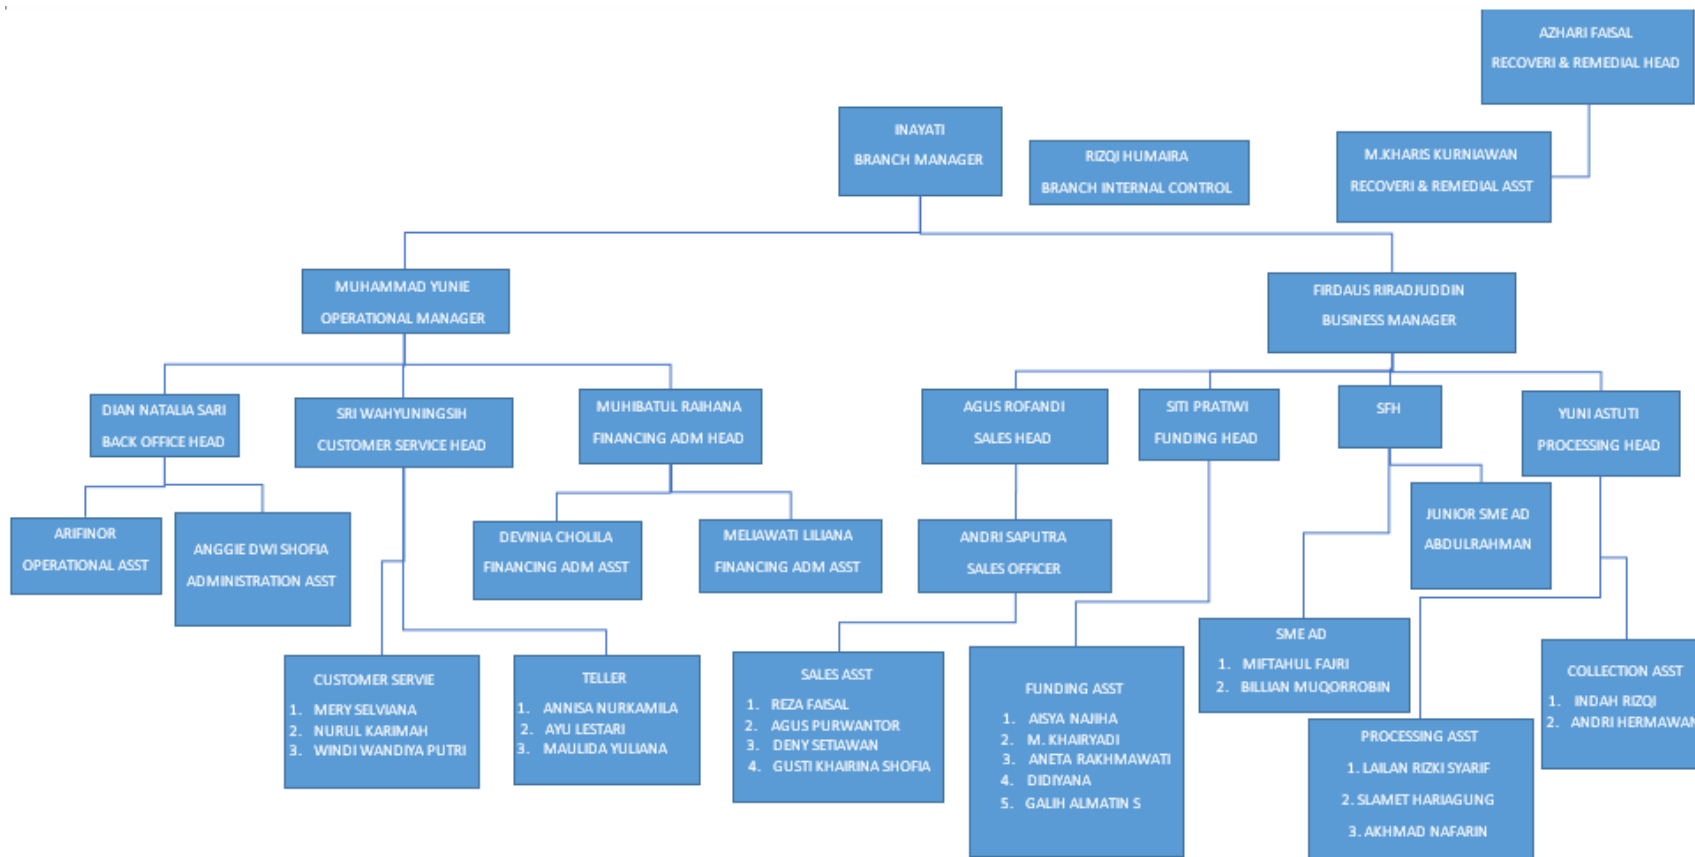 AZHARI FAISAL
RECOVERI & REMEDIAL HEAD
INAYATI
BRANCH MANAGER
RIZQI HUMAIRA
BRANCH INTERNAL CONTROL
M.KHARIS KURNIAWAN
RECOVERI & REMEDIAL ASST
MUHAMMAD YUNIE
OPERATIONAL MANAGER
FIRDAUS RIRADJUDDIN
BUSINESS MANAGER
DIAN NATALIA SARI
BACK OFFICE HEAD
SRI WAHYUNINGSIH
CUSTOMER SERVICE HEAD
MUHIBATUL RAIHANA
FINANCING ADM HEAD
AGUS ROFANDI
SALES HEAD
SITI PRATIWI
FUNDING HEAD
SFH
YUNI ASTUTI
PROCESSING HEAD
ARIFINOR
OPERATIONAL ASST
ANGGIE DWI SHOFIA
ADMINISTRATION ASST
DEVINIA CHOLILA
FINANCING ADM ASST
MELIAWATI LILIANA
FINANCING ADM ASST
ANDRI SAPUTRA
SALES OFFICER
JUNIOR SME AD
ABDULRAHMAN
CUSTOMER SERVIE
1. MERY SELVIANA
2. NURUL KARIMAH
3. WINDI WANDIYA PUTRI
TELLER
1. ANNISA NURKAMILA
2. AYU LESTARI
3. MAULIDA YULIANA
SALES ASST
1. REZA FAISAL
2. AGUS PURWANTOR
3. DENY SETIAWAN
4. GUSTI KHAIRINA SHOFIA
FUNDING ASST
1. AISYA NAJIHA
2. M. KHAIRYADI
3. ANETA RAKHMAWATI
4. DIDIYANA
5. GALIH ALMATIN S
SME AD
1. MIFTAHUL FAJRI
2. BILLIAN MUQORROBIN
PROCESSING ASST
1. LAILAN RIZKI SYARIF
2. SLAMET HARIAGUNG
3. AKHMAD NAFARIN
COLLECTION ASST
1. INDAH RIZQI
2. ANDRI HERMAWAN